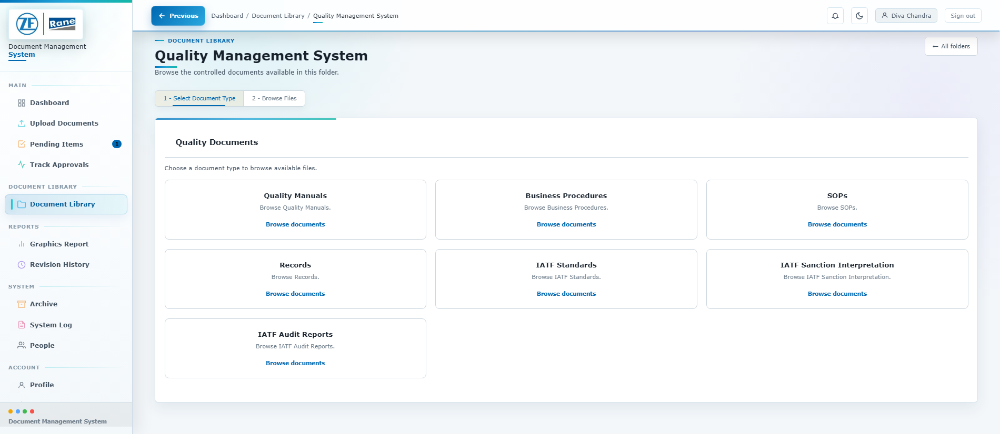 ZF Rane
Document Management
System
MAIN
Dashboard
Upload Documents
Pending Items 1
Track Approvals
DOCUMENT LIBRARY
Document Library
REPORTS
Graphics Report
Revision History
SYSTEM
Archive
System Log
People
ACCOUNT
Profile
Document Management System
← Previous Dashboard / Document Library / Quality Management System
Diva Chandra Sign out
DOCUMENT LIBRARY
Quality Management System
Browse the controlled documents available in this folder.
← All folders
1 - Select Document Type 2 - Browse Files
Quality Documents
Choose a document type to browse available files.
Quality Manuals
Browse Quality Manuals.
Browse documents
Business Procedures
Browse Business Procedures.
Browse documents
SOPs
Browse SOPs.
Browse documents
Records
Browse Records.
Browse documents
IATF Standards
Browse IATF Standards.
Browse documents
IATF Sanction Interpretation
Browse IATF Sanction Interpretation.
Browse documents
IATF Audit Reports
Browse IATF Audit Reports.
Browse documents